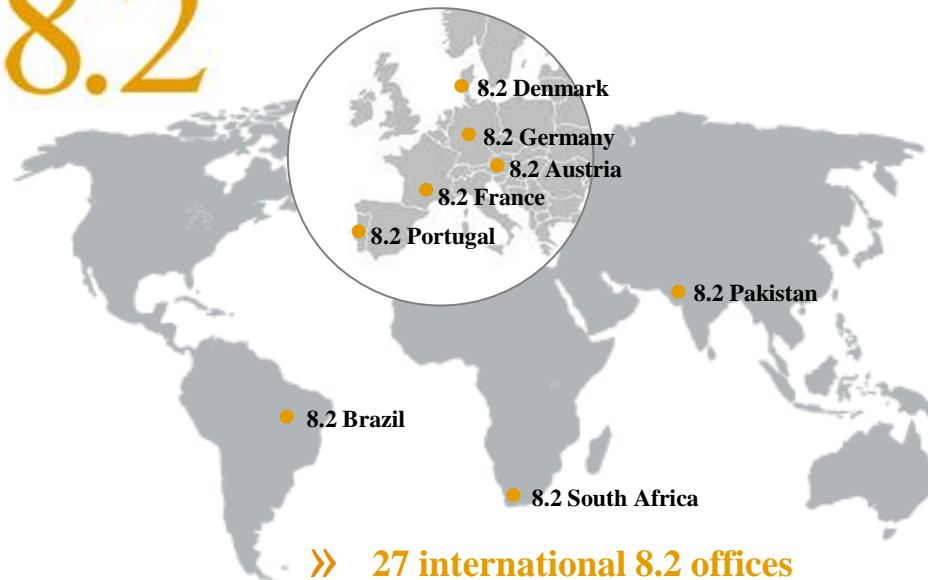 8.2
8.2 Denmark
8.2 Germany
8.2 Austria
8.2 France
8.2 Portugal
8.2 Pakistan
8.2 Brazil
8.2 South Africa
» 27 international 8.2 offices